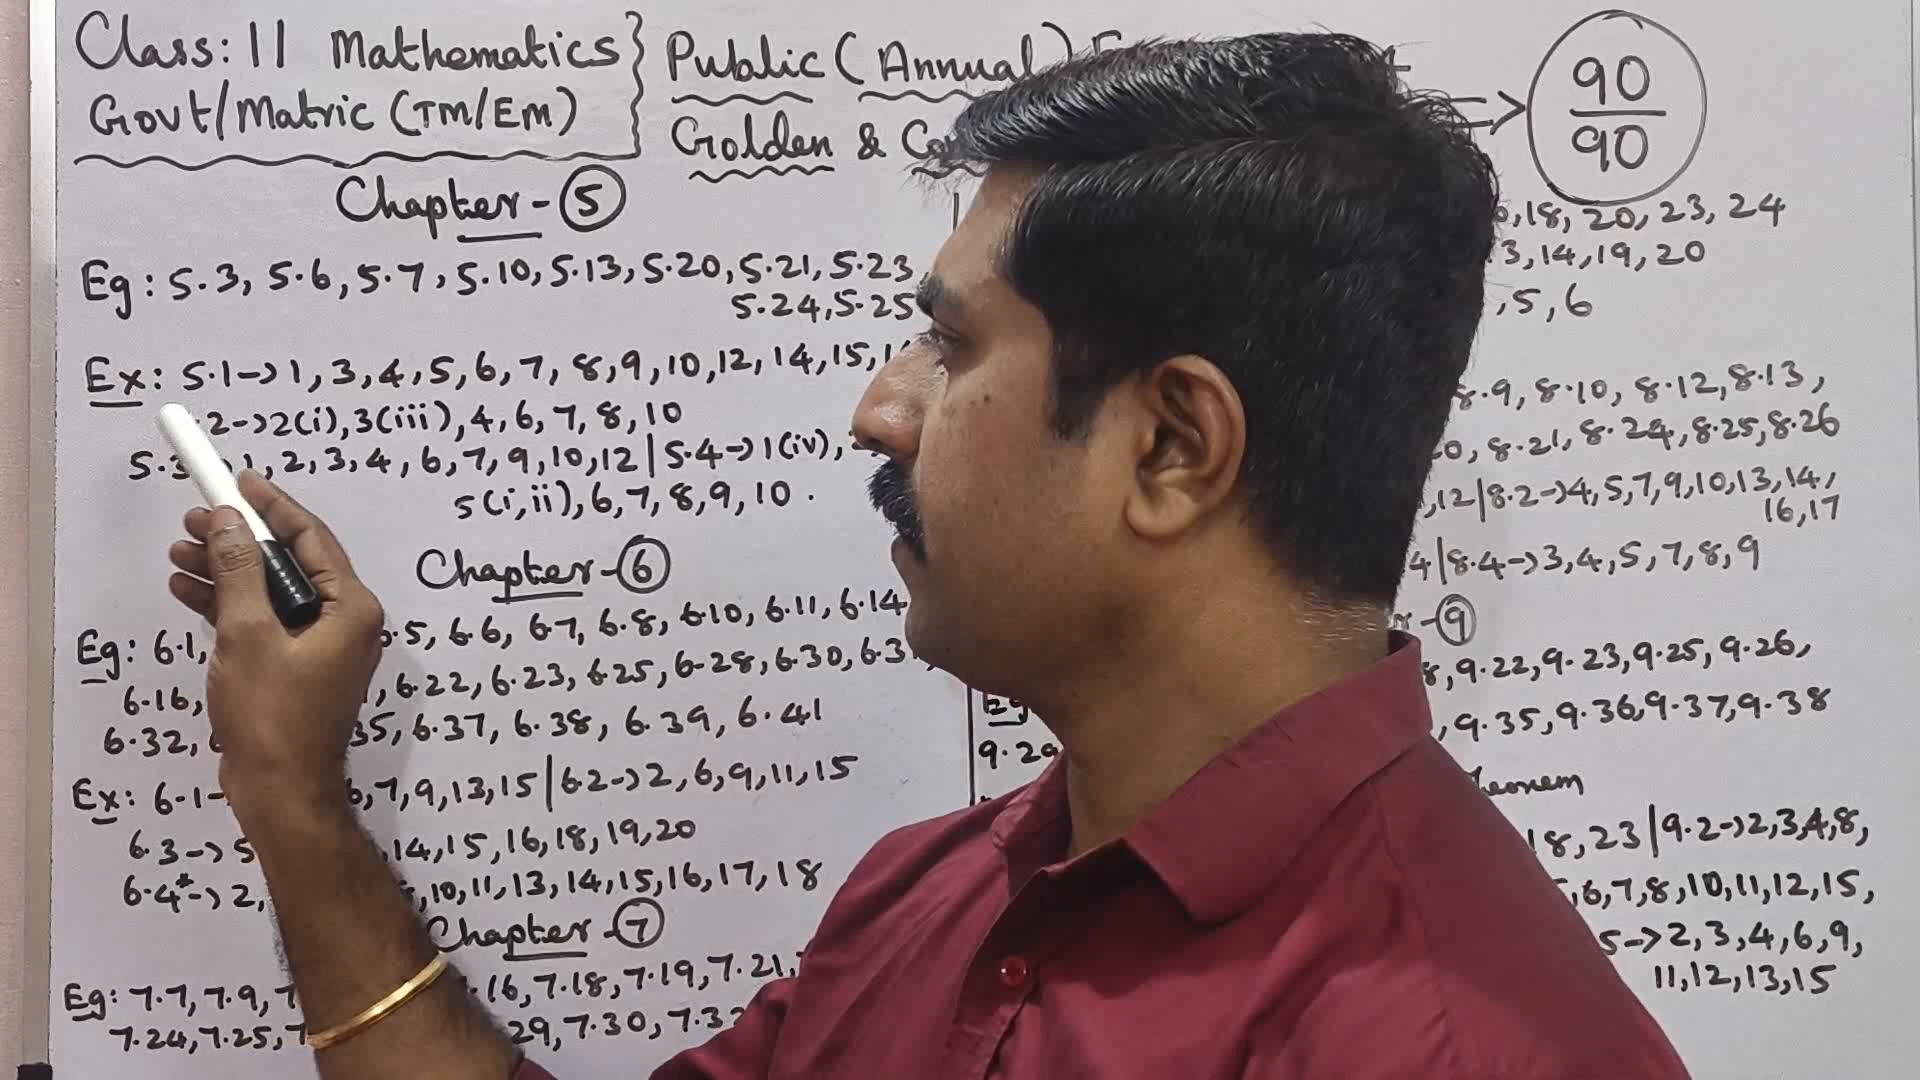 Class: 11 Mathematics
Govt/Matric (TM/EM)
Public (Annual)
Golden &
90
90
Chapter - 5
Eg: 5.3, 5.6, 5.7, 5.10, 5.13, 5.20, 5.21, 5.23,
5.24, 5.25
Ex: 5.1→1, 3, 4, 5, 6, 7, 8, 9, 10, 12, 14, 15,
2→2(i), 3(iii), 4, 6, 7, 8, 10
5.3 1, 2, 3, 4, 6, 7, 9, 10, 12 | 5.4→1(iv),
5(i, ii), 6, 7, 8, 9, 10.
Chapter - 6
Eg: 6.1, .5, 6.6, 6.7, 6.8, 6.10, 6.11, 6.14
6.16, , 6.22, 6.23, 6.25, 6.28, 6.30,
6.32, 35, 6.37, 6.38, 6.39, 6.41
Ex: 6.1 6, 7, 9, 13, 15 | 6.2→2, 6, 9, 11, 15
6.3→5 14, 15, 16, 18, 19, 20
6.4*→2, , 10, 11, 13, 14, 15, 16, 17, 18
Chapter - 7
Eg: 7.7, 7.9, 16, 7.18, 7.19, 7.21,
7.24, 7.25, 29, 7.30, 7.32
, 18, 20, 23, 24
3, 14, 19, 20
, 5, 6
8.9, 8.10, 8.12, 8.13,
0, 8.21, 8.24, 8.25, 8.26
, 12 | 8.2→4, 5, 7, 9, 10, 13, 14,
16, 17
4 | 8.4→3, 4, 5, 7, 8, 9
- 9
Eg
8, 9.22, 9.23, 9.25, 9.26,
9.29
, 9.35, 9.36, 9.37, 9.38
18, 23 | 9.2→2, 3, 4, 8,
, 6, 7, 8, 10, 11, 12, 15,
5→2, 3, 4, 6, 9,
11, 12, 13, 15